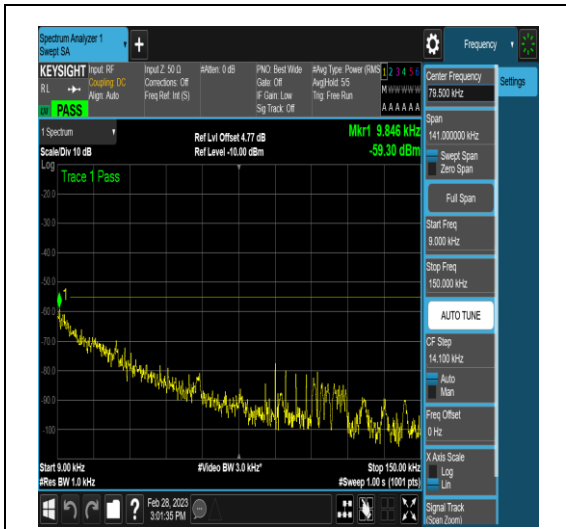 Spectrum Analyzer 1
Swept SA
+
Frequency
KEYSIGHT
RL
PASS
Input: RF
Coupling: DC
Align: Auto
Input Z: 50 Ω
Corrections: Off
Freq Ref: Int (S)
#Atten: 0 dB
PNO: Best Wide
Gate: Off
IF Gain: Low
Sig Track: Off
#Avg Type: Power (RMS
Avg|Hold: 5/5
Trig: Free Run
1 2 3 4 5 6
M W W W W W
A A A A A A
1 Spectrum
Scale/Div 10 dB
Ref Lvl Offset 4.77 dB
Ref Level -10.00 dBm
Mkr1 9.846 kHz
-59.30 dBm
Log
Trace 1 Pass
-20.0
-30.0
-40.0
-50.0
1
-60.0
-70.0
-80.0
-90.0
-100
Start 9.00 kHz
#Res BW 1.0 kHz
#Video BW 3.0 kHz*
Stop 150.00 kHz
#Sweep 1.00 s (1001 pts)
Center Frequency
79.500 kHz
Settings
Span
141.000000 kHz
Swept Span
Zero Span
Full Span
Start Freq
9.000 kHz
Stop Freq
150.000 kHz
AUTO TUNE
CF Step
14.100 kHz
Auto
Man
Freq Offset
0 Hz
X Axis Scale
Log
Lin
Signal Track
(Span Zoom)
?
Feb 28, 2023
3:01:35 PM